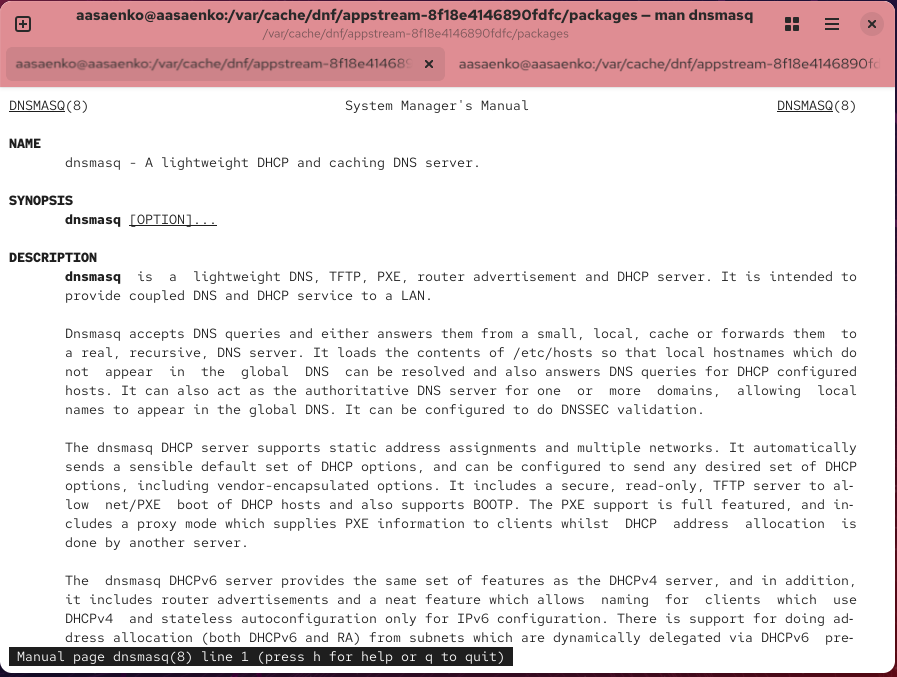 aasaenko@aasaenko:/var/cache/dnf/appstream-8f18e4146890fdfc/packages — man dnsmasq
/var/cache/dnf/appstream-8f18e4146890fdfc/packages
aasaenko@aasaenko:/var/cache/dnf/appstream-8f18e41468 aasaenko@aasaenko:/var/cache/dnf/appstream-8f18e4146890f
DNSMASQ(8) System Manager's Manual DNSMASQ(8)
NAME
dnsmasq - A lightweight DHCP and caching DNS server.
SYNOPSIS
dnsmasq [OPTION]...
DESCRIPTION
dnsmasq is a lightweight DNS, TFTP, PXE, router advertisement and DHCP server. It is intended to
provide coupled DNS and DHCP service to a LAN.
Dnsmasq accepts DNS queries and either answers them from a small, local, cache or forwards them to
a real, recursive, DNS server. It loads the contents of /etc/hosts so that local hostnames which do
not appear in the global DNS can be resolved and also answers DNS queries for DHCP configured
hosts. It can also act as the authoritative DNS server for one or more domains, allowing local
names to appear in the global DNS. It can be configured to do DNSSEC validation.
The dnsmasq DHCP server supports static address assignments and multiple networks. It automatically
sends a sensible default set of DHCP options, and can be configured to send any desired set of DHCP
options, including vendor-encapsulated options. It includes a secure, read-only, TFTP server to al-
low net/PXE boot of DHCP hosts and also supports BOOTP. The PXE support is full featured, and in-
cludes a proxy mode which supplies PXE information to clients whilst DHCP address allocation is
done by another server.
The dnsmasq DHCPv6 server provides the same set of features as the DHCPv4 server, and in addition,
it includes router advertisements and a neat feature which allows naming for clients which use
DHCPv4 and stateless autoconfiguration only for IPv6 configuration. There is support for doing ad-
dress allocation (both DHCPv6 and RA) from subnets which are dynamically delegated via DHCPv6 pre-
Manual page dnsmasq(8) line 1 (press h for help or q to quit)